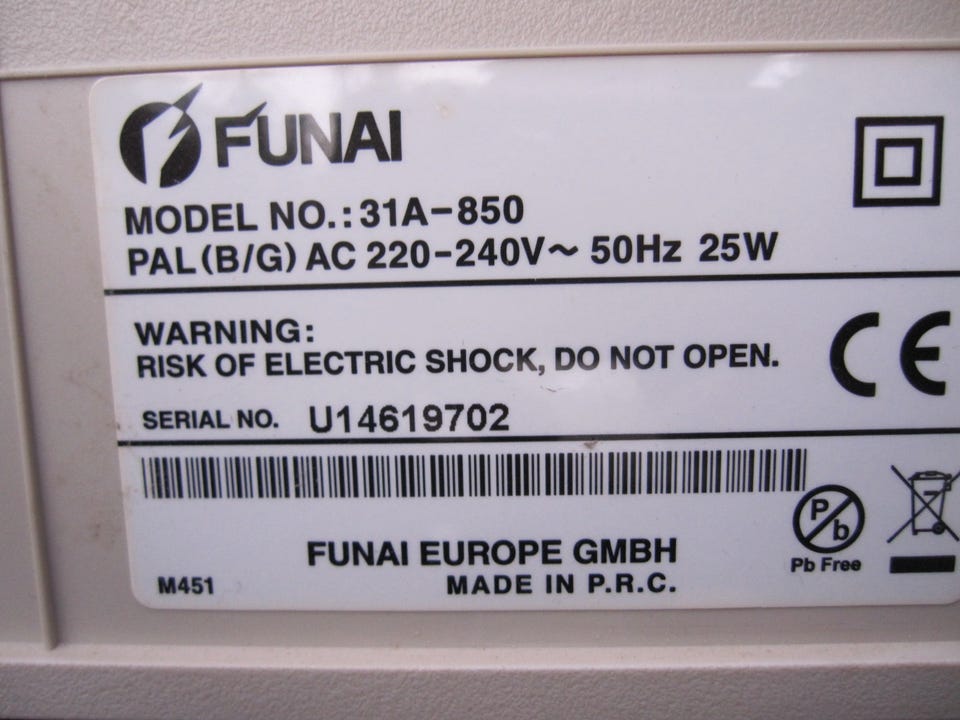 FUNAI
MODEL NO.: 31A-850
PAL (B/G) AC 220-240V~ 50Hz 25W
WARNING:
RISK OF ELECTRIC SHOCK, DO NOT OPEN.
CE
SERIAL NO. U14619702
Pb
Pb Free
FUNAI EUROPE GMBH
M451 MADE IN P.R.C.